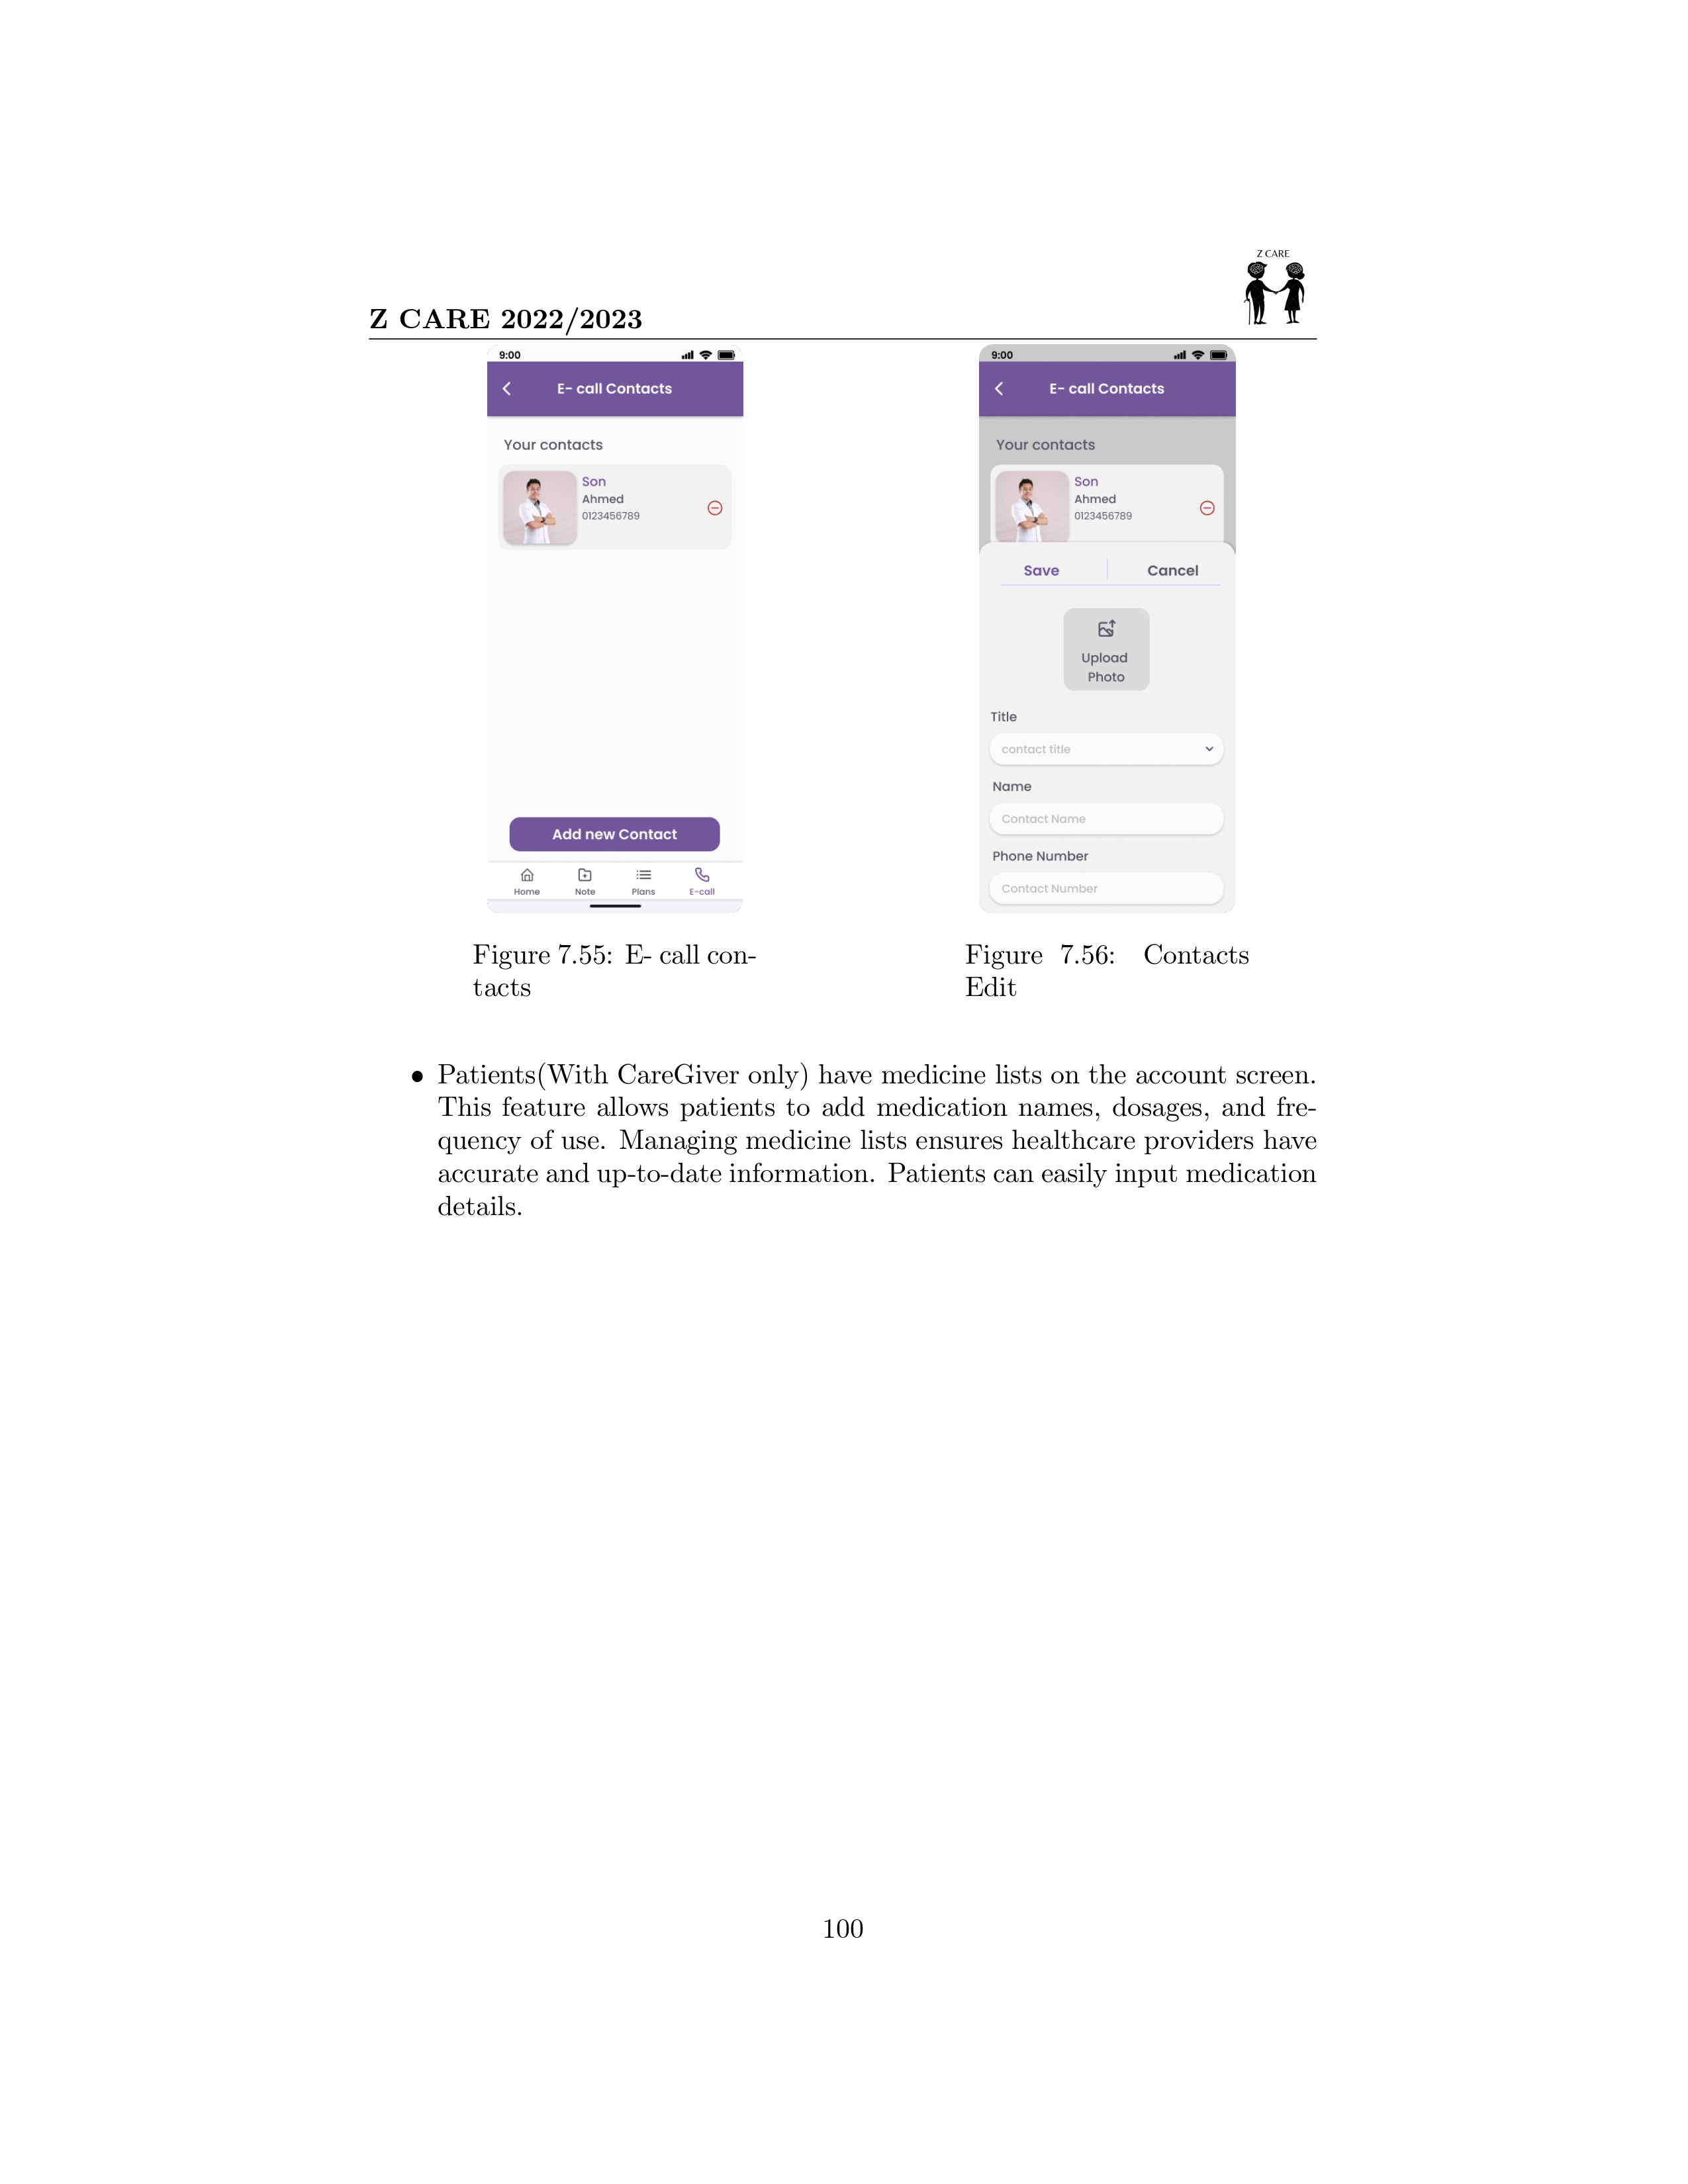 Z CARE
Z CARE 2022/2023
9:00
E- call Contacts
Your contacts
Son
Ahmed
0123456789
Add new Contact
Home
Note
Plans
E-call
9:00
E- call Contacts
Your contacts
Son
Ahmed
0123456789
Save
Cancel
Upload
Photo
Title
contact title
Name
Contact Name
Phone Number
Contact Number
Figure 7.55: E- call con-
tacts
Figure 7.56: Contacts
Edit
• Patients(With CareGiver only) have medicine lists on the account screen.
This feature allows patients to add medication names, dosages, and fre-
quency of use. Managing medicine lists ensures healthcare providers have
accurate and up-to-date information. Patients can easily input medication
details.
100